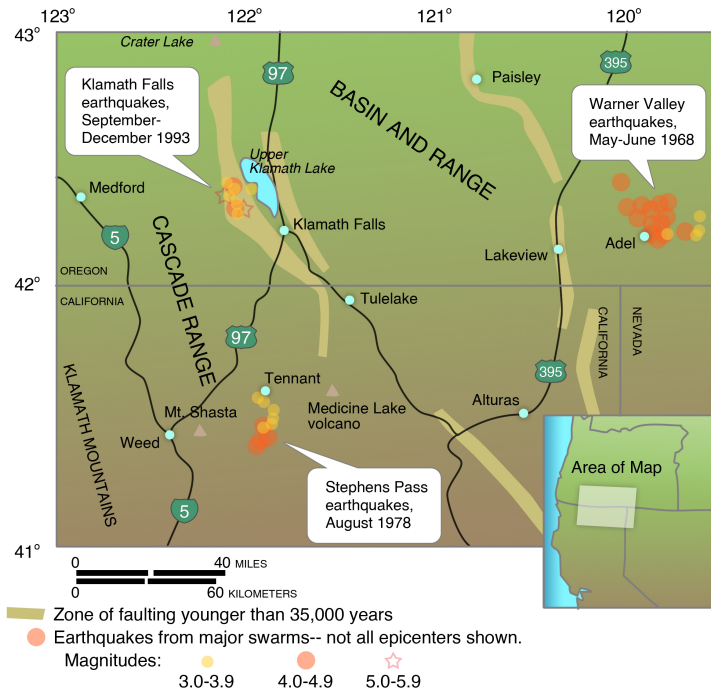 123°
122°
121°
120°
43°
Crater Lake
97
395
Klamath Falls
earthquakes,
September-
December 1993
BASIN AND RANGE
Paisley
Warner Valley
earthquakes,
May-June 1968
Upper
Klamath Lake
Medford
5
Klamath Falls
Lakeview
Adel
CASCADE RANGE
42°
OREGON
CALIFORNIA
Tulelake
97
CALIFORNIA
NEVADA
KLAMATH MOUNTAINS
Tennant
395
Mt. Shasta
Medicine Lake
volcano
Alturas
Weed
Area of Map
Stephens Pass
earthquakes,
August 1978
5
41°
0
40 MILES
0
60 KILOMETERS
Zone of faulting younger than 35,000 years
Earthquakes from major swarms-- not all epicenters shown.
Magnitudes:
3.0-3.9
4.0-4.9
5.0-5.9